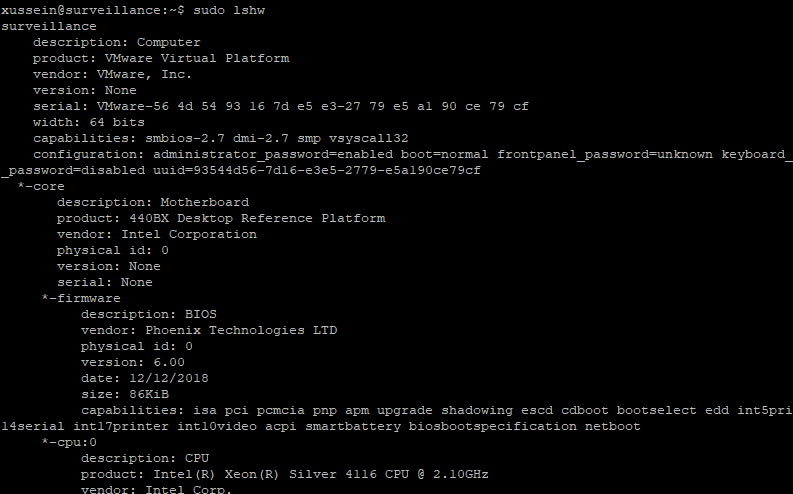 xussein@surveillance:~$ sudo lshw
surveillance
    description: Computer
    product: VMware Virtual Platform
    vendor: VMware, Inc.
    version: None
    serial: VMware-56 4d 54 93 16 7d e5 e3-27 79 e5 a1 90 ce 79 cf
    width: 64 bits
    capabilities: smbios-2.7 dmi-2.7 smp vsyscall32
    configuration: administrator_password=enabled boot=normal frontpanel_password=unknown keyboard_
_password=disabled uuid=93544d56-7d16-e3e5-2779-e5a190ce79cf
  *-core
       description: Motherboard
       product: 440BX Desktop Reference Platform
       vendor: Intel Corporation
       physical id: 0
       version: None
       serial: None
     *-firmware
          description: BIOS
          vendor: Phoenix Technologies LTD
          physical id: 0
          version: 6.00
          date: 12/12/2018
          size: 86KiB
          capabilities: isa pci pcmcia pnp apm upgrade shadowing escd cdboot bootselect edd int5pri
14serial int17printer int10video acpi smartbattery biosbootspecification netboot
     *-cpu:0
          description: CPU
          product: Intel(R) Xeon(R) Silver 4116 CPU @ 2.10GHz
          vendor: Intel Corp.